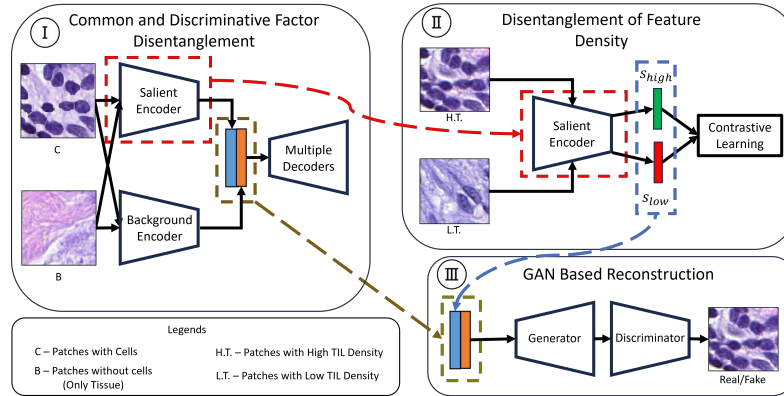 I
Common and Discriminative Factor
Disentanglement
C
B
Salient
Encoder
Background
Encoder
Multiple
Decoders
II
Disentanglement of Feature
Density
H.T.
L.T.
Salient
Encoder
S_high
S_low
Contrastive
Learning
III
GAN Based Reconstruction
Generator
Discriminator
Real/Fake
Legends
C – Patches with Cells
B – Patches without cells
(Only Tissue)
H.T. – Patches with High TIL Density
L.T. – Patches with Low TIL Density